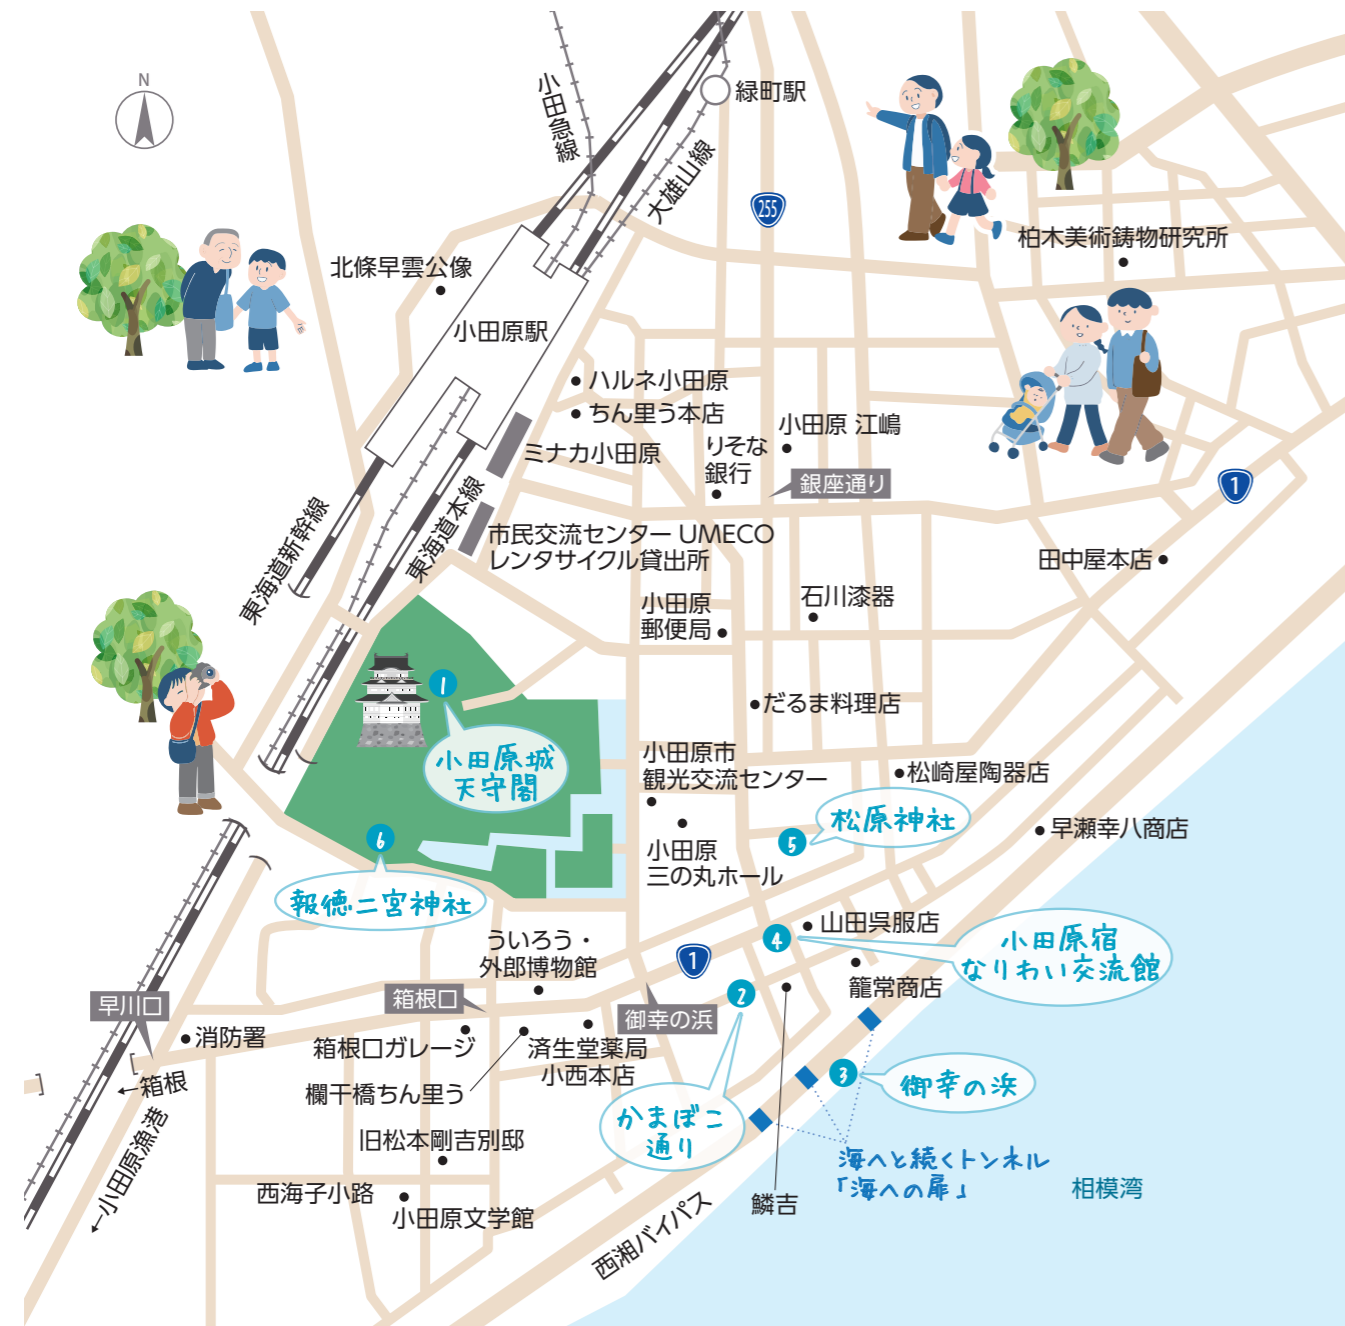 N
小田急線
緑町駅
大雄山線
255
柏木美術鋳物研究所
北條早雲公像
小田原駅
ハルネ小田原
ちん里う本店
ミナカ小田原
小田原 江嶋
りそな
銀行
銀座通り
1
東海道新幹線
東海道本線
市民交流センター UMECO
レンタサイクル貸出所
田中屋本店
小田原
郵便局
石川漆器
1
小田原城
天守閣
だるま料理店
小田原市
観光交流センター
松崎屋陶器店
5
松原神社
早瀬幸八商店
小田原
三の丸ホール
6
報徳二宮神社
ういろう・
外郎博物館
1
4
山田呉服店
小田原宿
なりわい交流館
籠常商店
早川口
箱根口
御幸の浜
2
消防署
箱根口ガレージ
済生堂薬局
小西本店
欄干橋ちん里う
←箱根
←小田原漁港
かまぼこ
通り
3
御幸の浜
旧松本剛吉別邸
海へと続くトンネル
「海への扉」
西海子小路
小田原文学館
鱗吉
相模湾
西湘バイパス